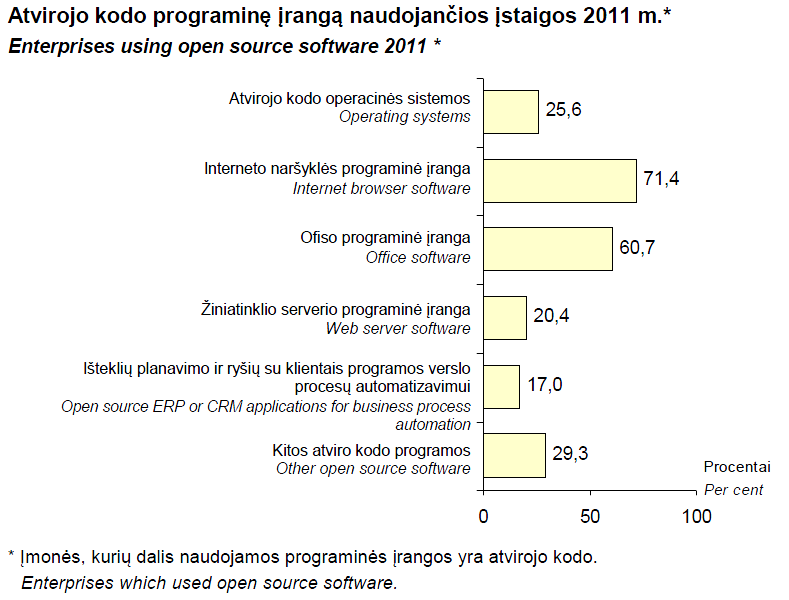 Atvirojo kodo programinę įrangą naudojančios įstaigos 2011 m.*
Enterprises using open source software 2011 *
Atvirojo kodo operacinės sistemos
Operating systems
25,6
Interneto naršyklės programinė įranga
Internet browser software
71,4
Ofiso programinė įranga
Office software
60,7
Žiniatinklio serverio programinė įranga
Web server software
20,4
Išteklių planavimo ir ryšių su klientais programos verslo
procesų automatizavimui
Open source ERP or CRM applications for business process
automation
17,0
Kitos atviro kodo programos
Other open source software
29,3
Procentai
Per cent
0 50 100
* Įmonės, kurių dalis naudojamos programinės įrangos yra atvirojo kodo.
Enterprises which used open source software.